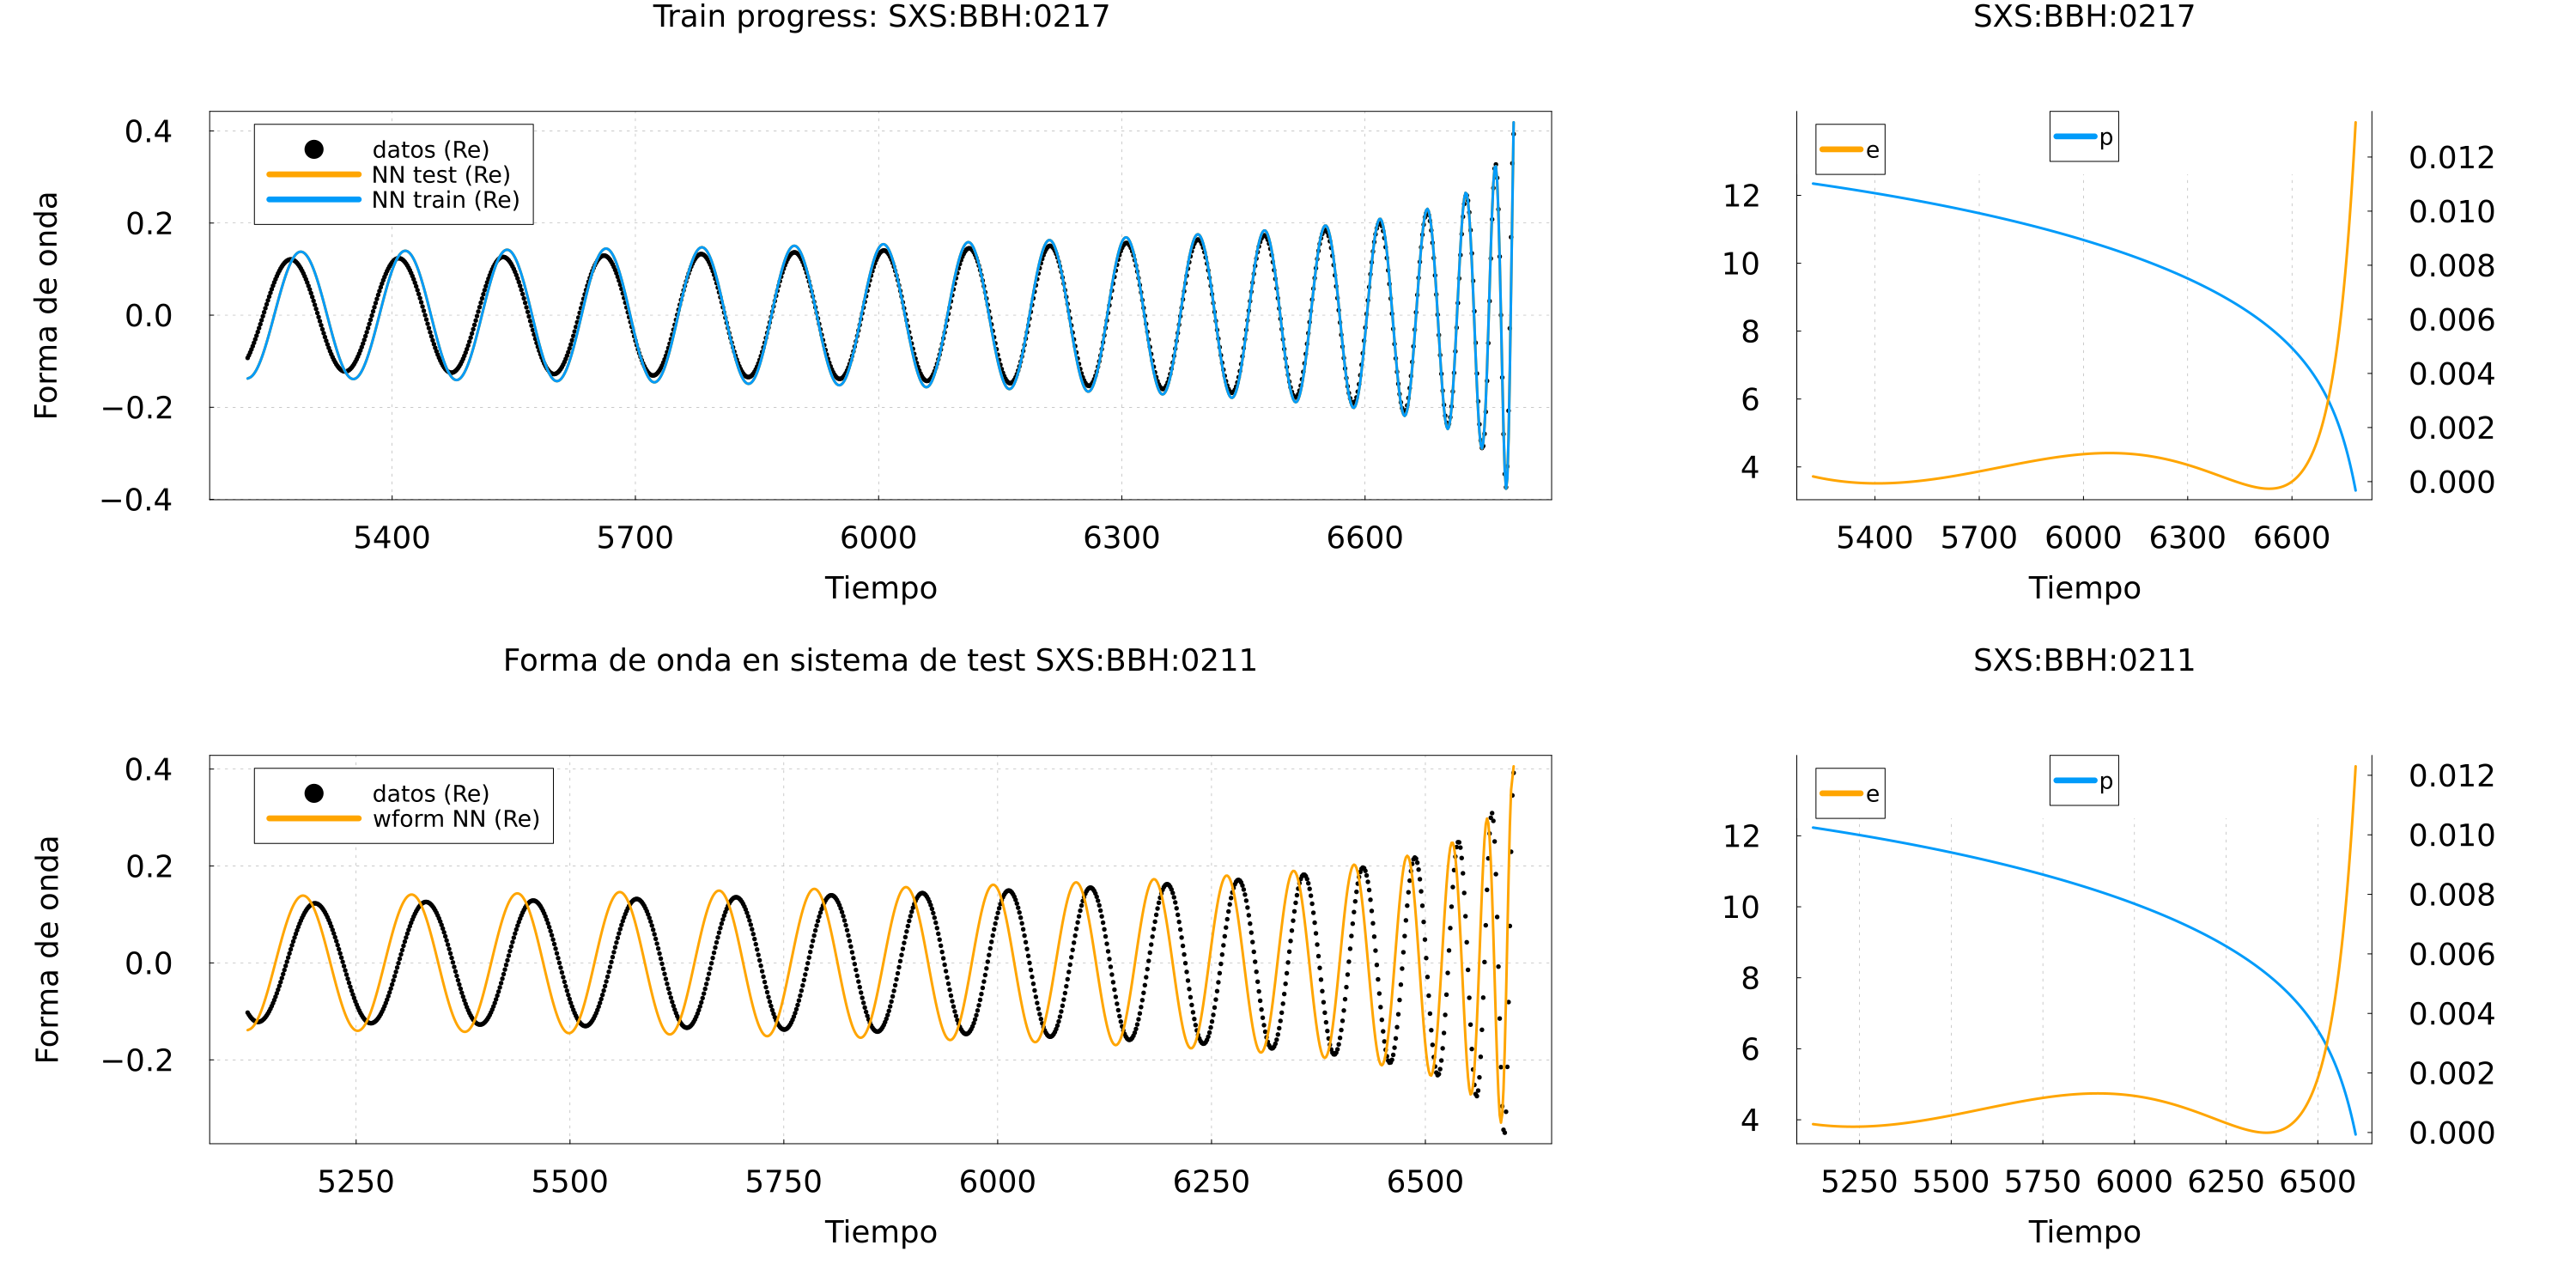 Train progress: SXS:BBH:0217
Forma de onda
0.4
0.2
0.0
−0.2
−0.4
datos (Re)
NN test (Re)
NN train (Re)
5400 5700 6000 6300 6600
Tiempo
SXS:BBH:0217
12
10
8
6
4
e
p
0.012
0.010
0.008
0.006
0.004
0.002
0.000
5400 5700 6000 6300 6600
Tiempo
Forma de onda en sistema de test SXS:BBH:0211
Forma de onda
0.4
0.2
0.0
−0.2
datos (Re)
wform NN (Re)
5250 5500 5750 6000 6250 6500
Tiempo
SXS:BBH:0211
12
10
8
6
4
e
p
0.012
0.010
0.008
0.006
0.004
0.002
0.000
5250 5500 5750 6000 6250 6500
Tiempo